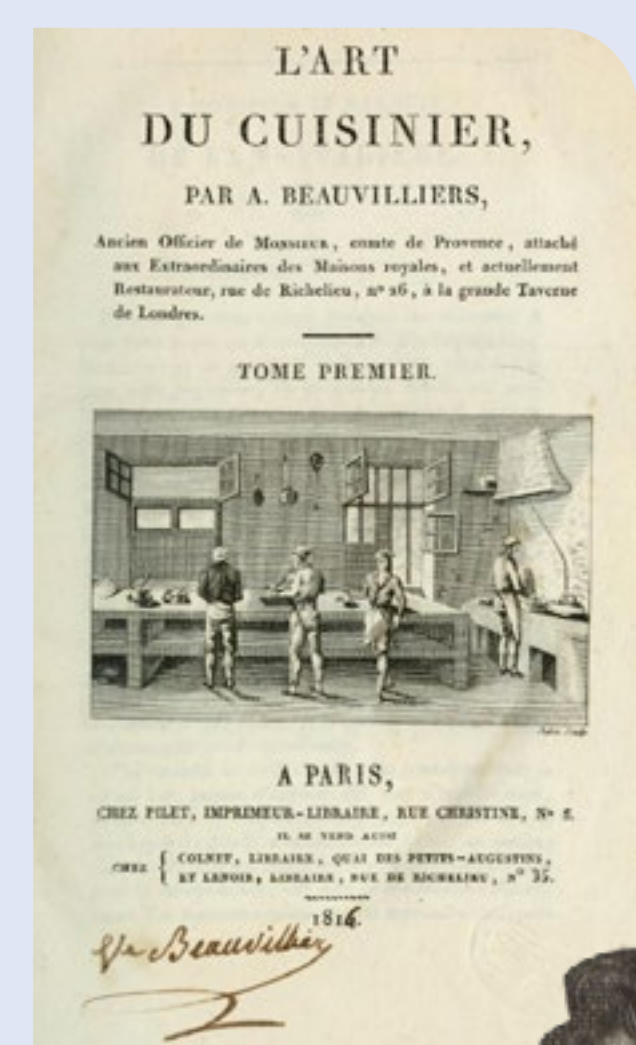 L'ART
DU CUISINIER,
PAR A. BEAUVILLIERS,
Ancien Officier de MONSIEUR, comte de Provence, attaché
aux Extraordinaires des Maisons royales, et actuellement
Restaurateur, rue de Richelieu, nº 26, à la grande Taverne
de Londres.
TOME PREMIER.
A PARIS,
CHEZ PILET, IMPRIMEUR-LIBRAIRE, RUE CHRISTINE, Nº 5.
IL SE VEND AUSSI
CHEZ { COLNET, LIBRAIRE, QUAI DES PETITS-AUGUSTINS,
ET LENOIR, LIBRAIRE, RUE DE RICHELIEU, Nº 35.
1816.
Beauvilliers